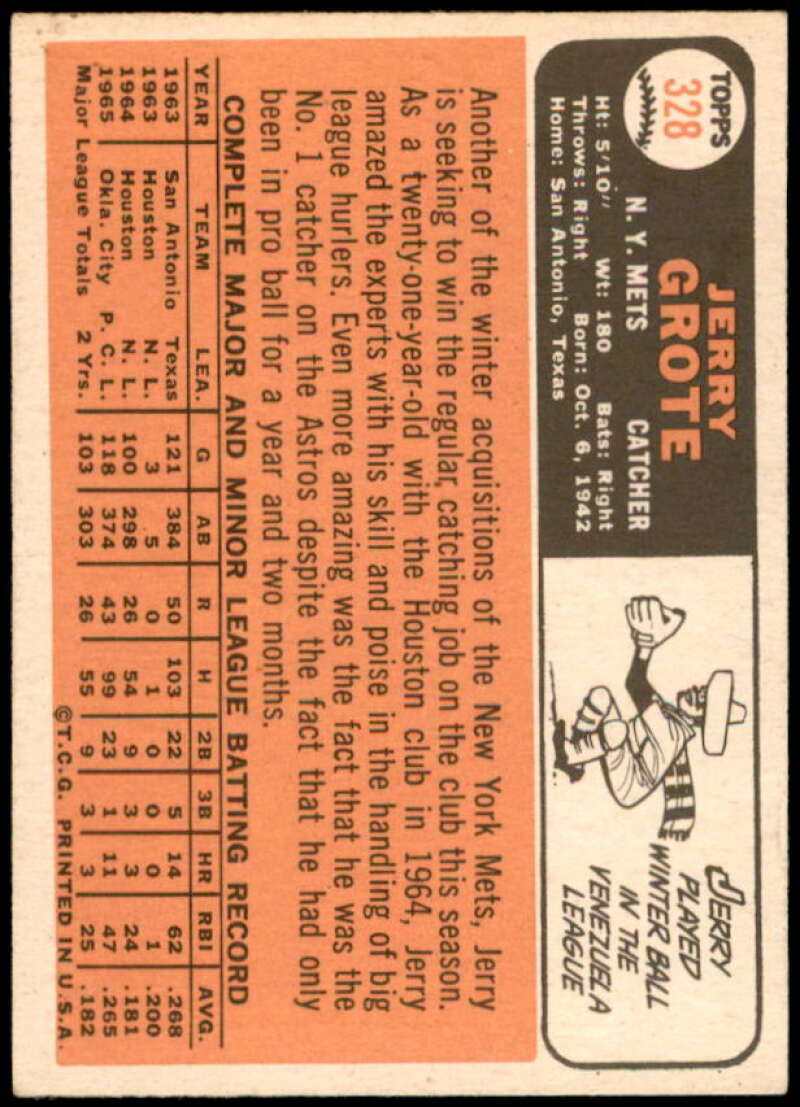 TOPPS
328
JERRY
GROTE
N. Y. METS CATCHER
Ht: 5'10" Wt: 180 Bats: Right
Throws: Right Born: Oct. 6, 1942
Home: San Antonio, Texas
JERRY
PLAYED
WINTER BALL
IN THE
VENEZUELA
LEAGUE
Another of the winter acquisitions of the New York Mets, Jerry
is seeking to win the regular catching job on the club this season.
As a twenty-one-year-old with the Houston club in 1964, Jerry
amazed the experts with his skill and poise in the handling of big
league hurlers. Even more amazing was the fact that he was the
No. 1 catcher on the Astros despite the fact that he had only
been in pro ball for a year and two months.
COMPLETE MAJOR AND MINOR LEAGUE BATTING RECORD
YEAR TEAM LEA. G AB R H 2B 3B HR RBI AVG.
1963 San Antonio Texas 121 384 50 103 22 5 14 62 .268
1963 Houston N. L. 3 5 0 1 0 0 0 1 .200
1964 Houston N. L. 100 298 26 54 9 3 3 24 .181
1965 Okla. City P. C. L. 118 374 43 99 23 1 11 47 .265
Major League Totals 2 Yrs. 103 303 26 55 9 3 3 25 .182
©T.C.G. PRINTED IN U.S.A.